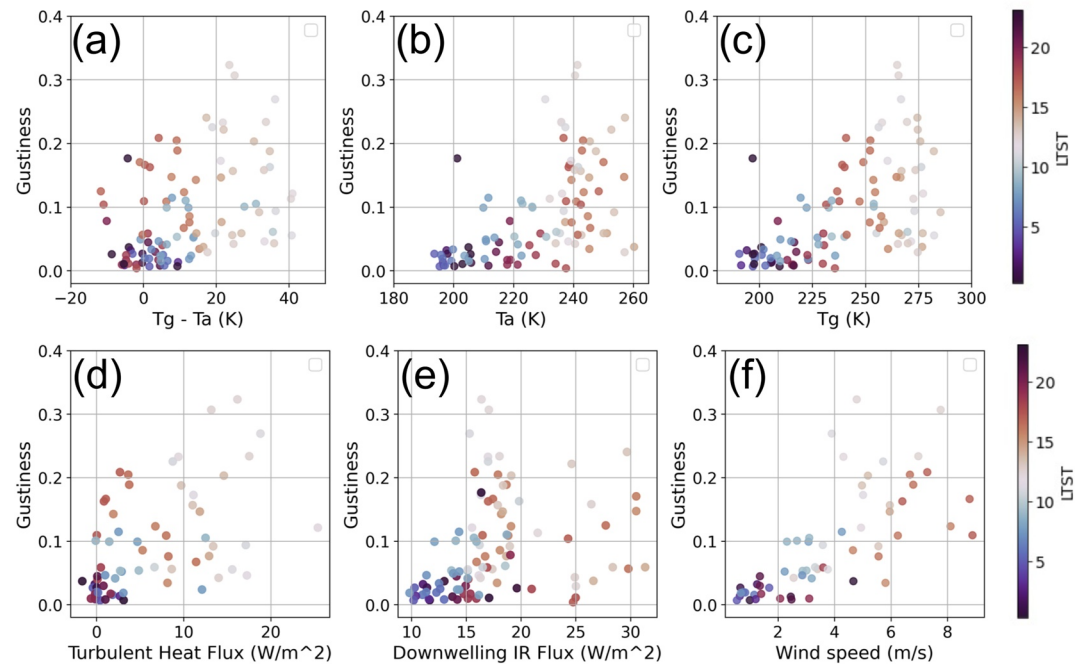 (a)
0.4
0.3
0.2
0.1
0.0
Gustiness
−20 0 20 40
Tg - Ta (K)
(b)
0.4
0.3
0.2
0.1
0.0
Gustiness
180 200 220 240 260
Ta (K)
(c)
0.4
0.3
0.2
0.1
0.0
Gustiness
200 225 250 275 300
Tg (K)
20
15
10
5
LTST
(d)
0.4
0.3
0.2
0.1
0.0
Gustiness
0 10 20
Turbulent Heat Flux (W/m^2)
(e)
0.4
0.3
0.2
0.1
0.0
Gustiness
10 15 20 25 30
Downwelling IR Flux (W/m^2)
(f)
0.4
0.3
0.2
0.1
0.0
Gustiness
2 4 6 8
Wind speed (m/s)
20
15
10
5
LTST